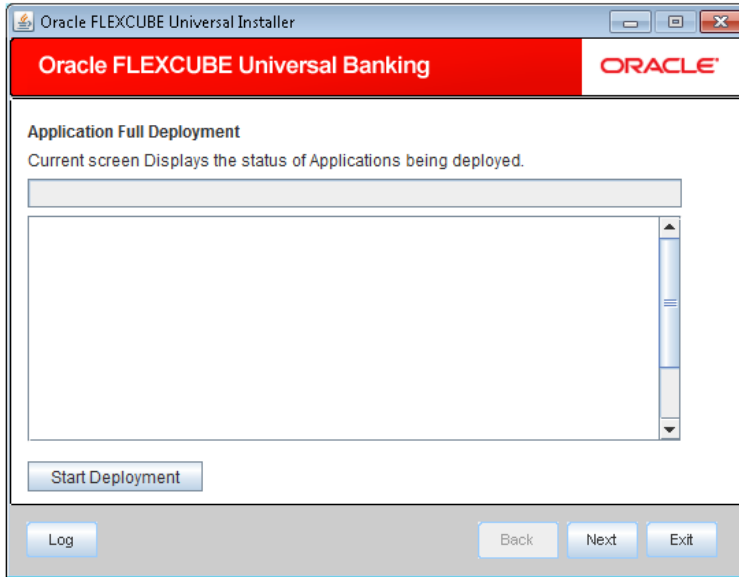 Oracle FLEXCUBE Universal Installer
Oracle FLEXCUBE Universal Banking
ORACLE
Application Full Deployment
Current screen Displays the status of Applications being deployed.
Start Deployment
Log
Back
Next
Exit